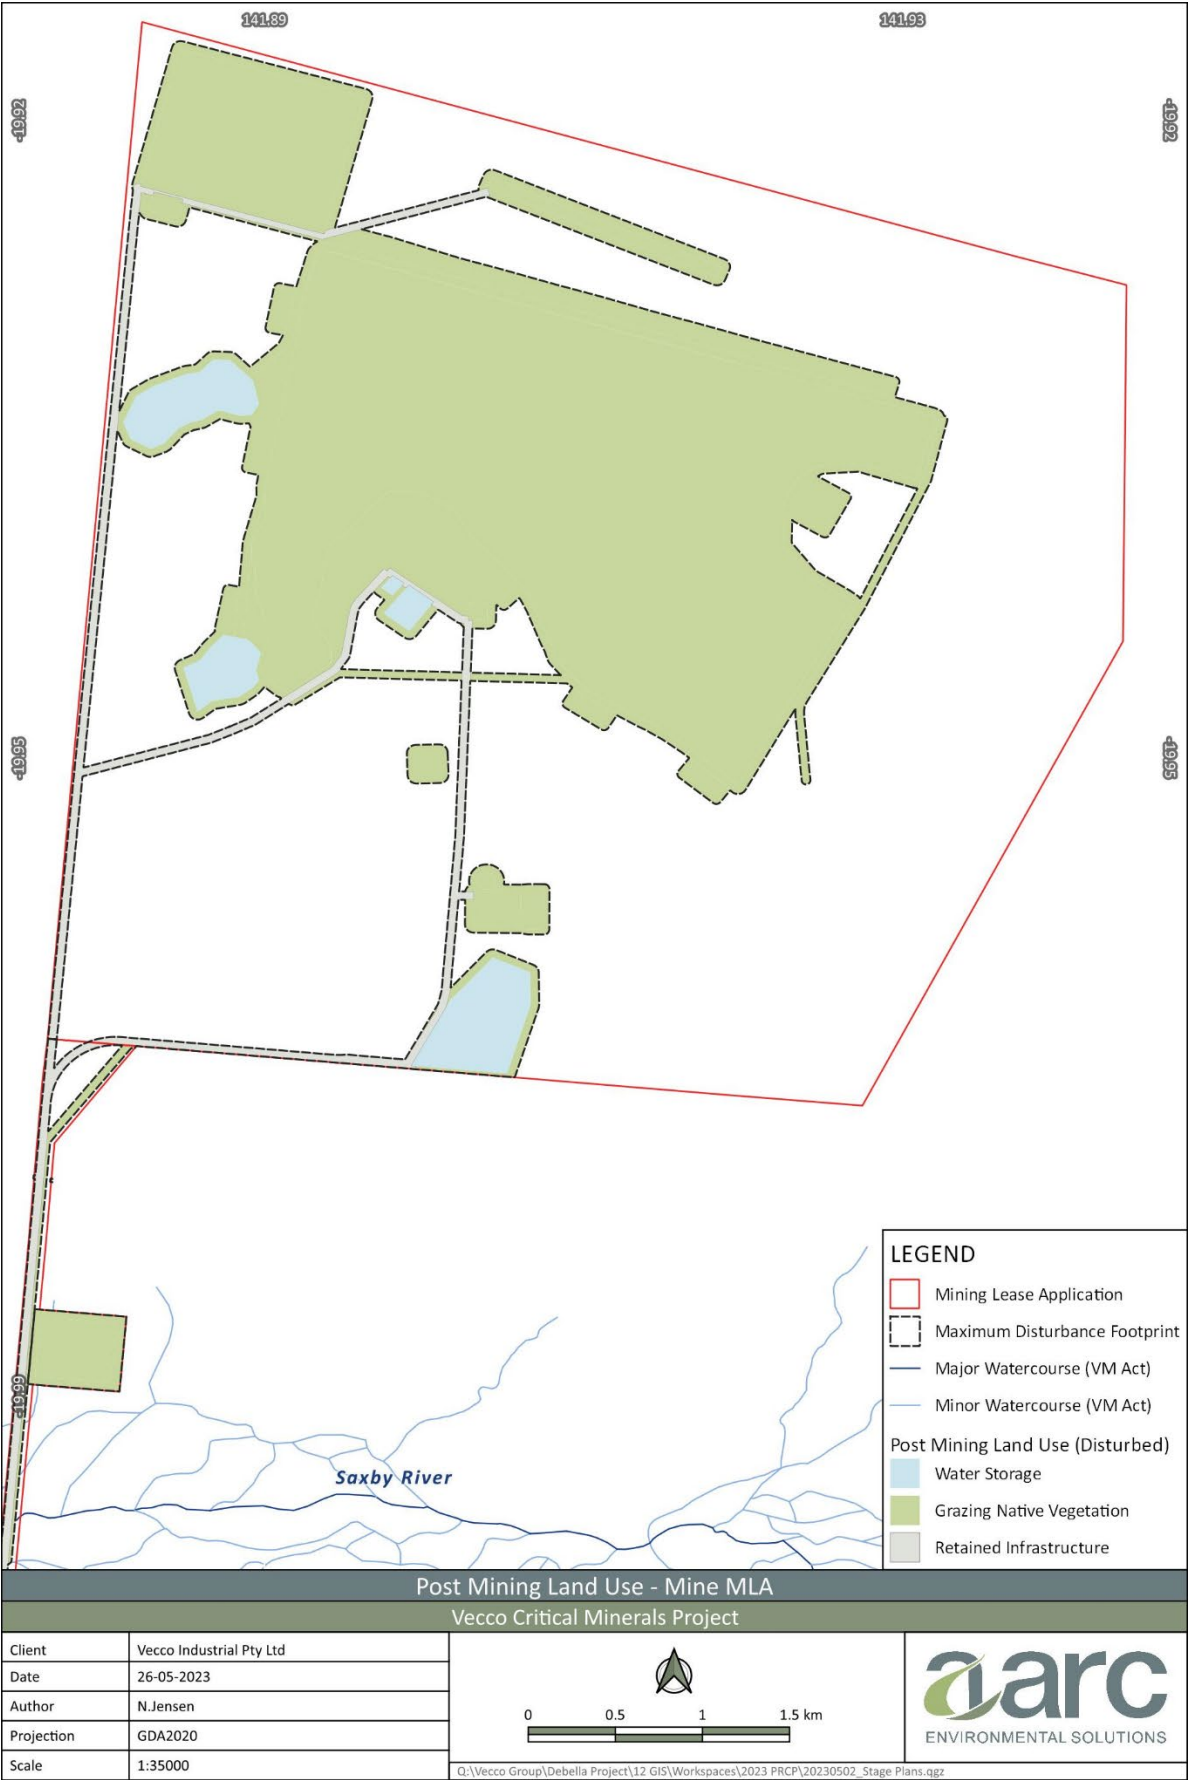 141.89
141.93
-19.92
-19.92
-19.95
-19.95
-19.99
Saxby River
LEGEND
Mining Lease Application
Maximum Disturbance Footprint
Major Watercourse (VM Act)
Minor Watercourse (VM Act)
Post Mining Land Use (Disturbed)
Water Storage
Grazing Native Vegetation
Retained Infrastructure
Post Mining Land Use - Mine MLA
Vecco Critical Minerals Project
Client Vecco Industrial Pty Ltd
Date 26-05-2023
Author N.Jensen
Projection GDA2020
Scale 1:35000
0 0.5 1 1.5 km
Q:\Vecco Group\Debella Project\12 GIS\Workspaces\2023 PRCP\20230502_Stage Plans.qgz
aarc
ENVIRONMENTAL SOLUTIONS